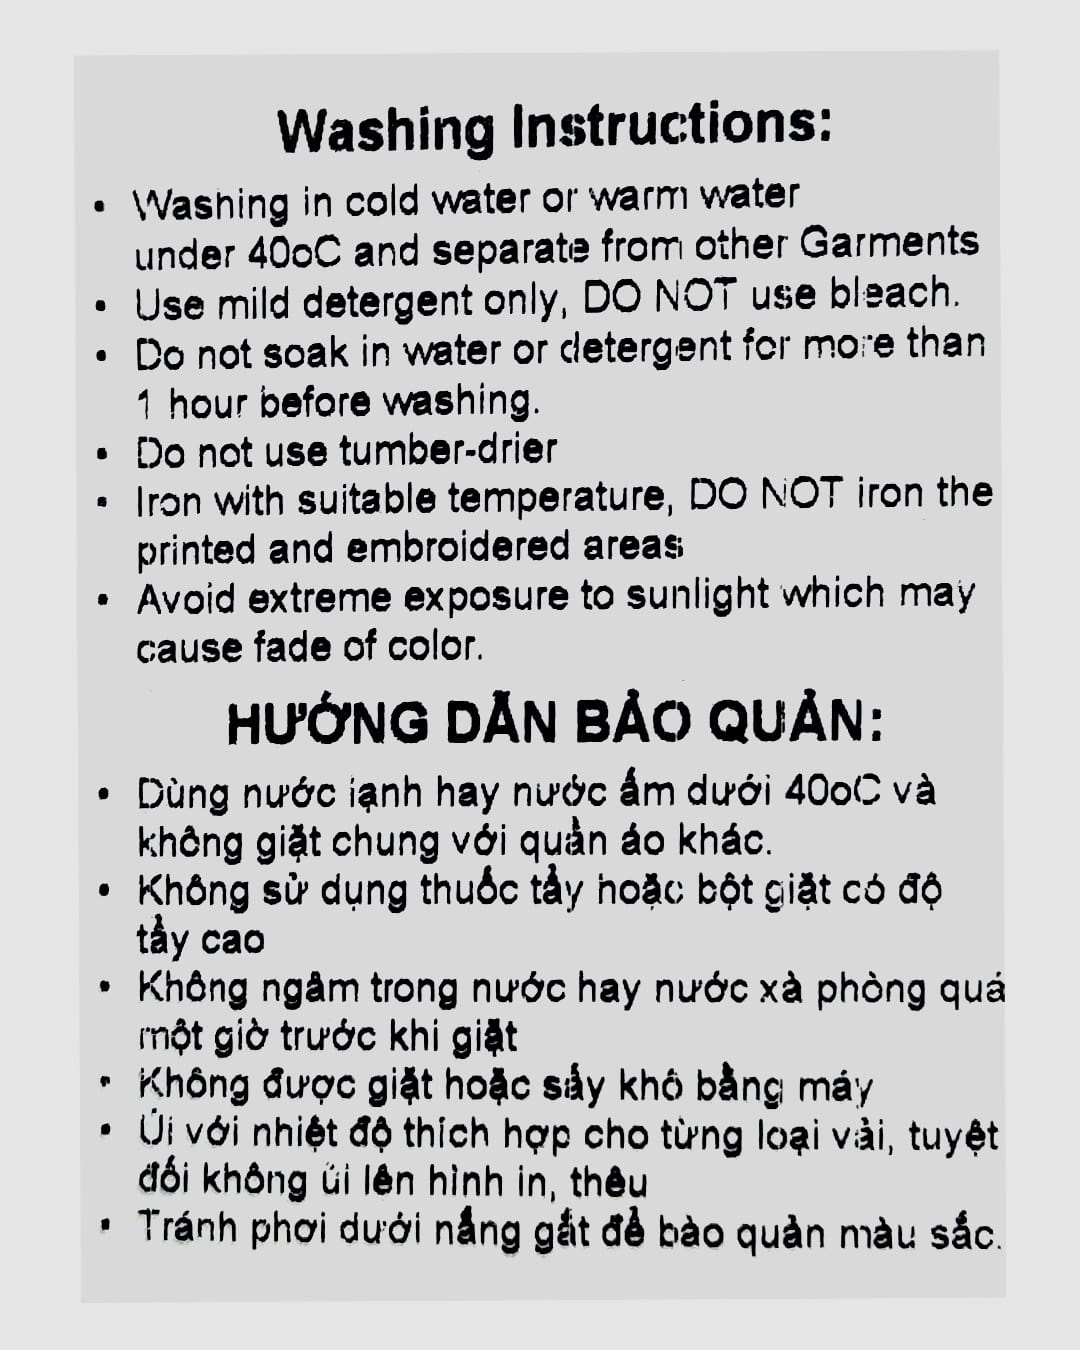 Washing Instructions:
• Washing in cold water or warm water
under 40oC and separate from other Garments
• Use mild detergent only, DO NOT use bleach.
• Do not soak in water or detergent for more than
1 hour before washing.
• Do not use tumber-drier
• Iron with suitable temperature, DO NOT iron the
printed and embroidered areas
• Avoid extreme exposure to sunlight which may
cause fade of color.
HƯỚNG DẪN BẢO QUẢN:
• Dùng nước lạnh hay nước ấm dưới 40oC và
không giặt chung với quần áo khác.
• Không sử dụng thuốc tẩy hoặc bột giặt có độ
tẩy cao
• Không ngâm trong nước hay nước xà phòng quá
một giờ trước khi giặt
• Không được giặt hoặc sấy khô bằng máy
• Ủi với nhiệt độ thích hợp cho từng loại vải, tuyệt
đối không ủi lên hình in, thêu
• Tránh phơi dưới nắng gắt để bảo quản màu sắc.